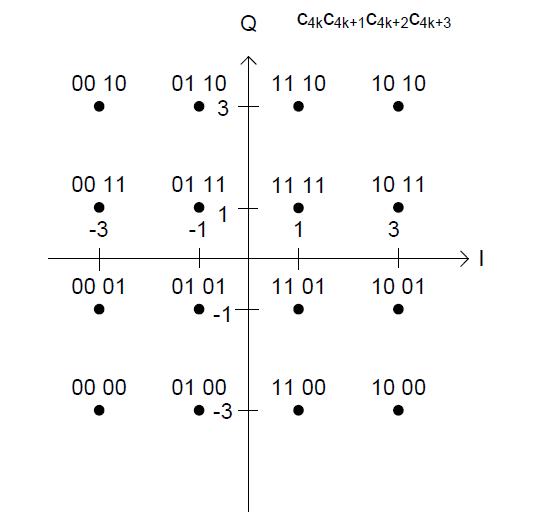 Q C4kC4k+1C4k+2C4k+3
00 10 01 10 11 10 10 10
3
00 11 01 11 11 11 10 11
1
-3 -1 1 3
I
00 01 01 01 11 01 10 01
-1
00 00 01 00 11 00 10 00
-3